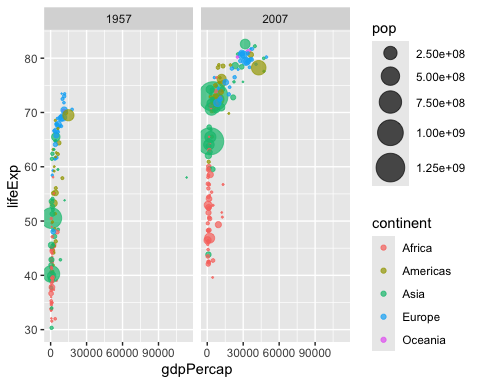 1957
2007
lifeExp
80
70
60
50
40
30
0 30000 60000 90000
0 30000 60000 90000
gdpPercap
pop
2.50e+08
5.00e+08
7.50e+08
1.00e+09
1.25e+09
continent
Africa
Americas
Asia
Europe
Oceania